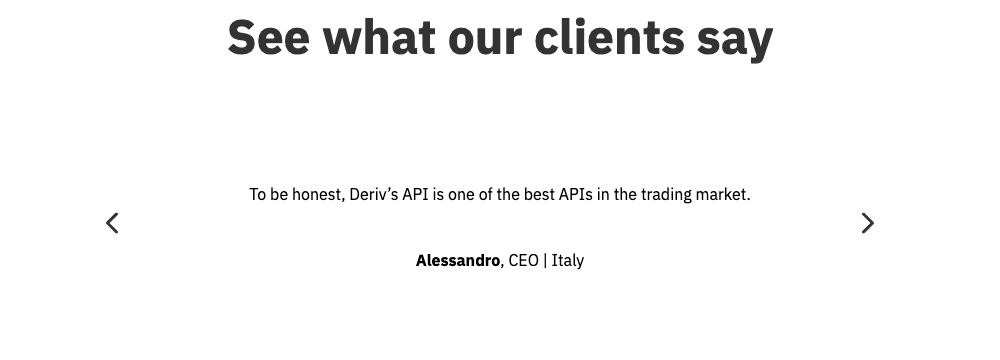 See what our clients say
To be honest, Deriv’s API is one of the best APIs in the trading market.
Alessandro, CEO | Italy